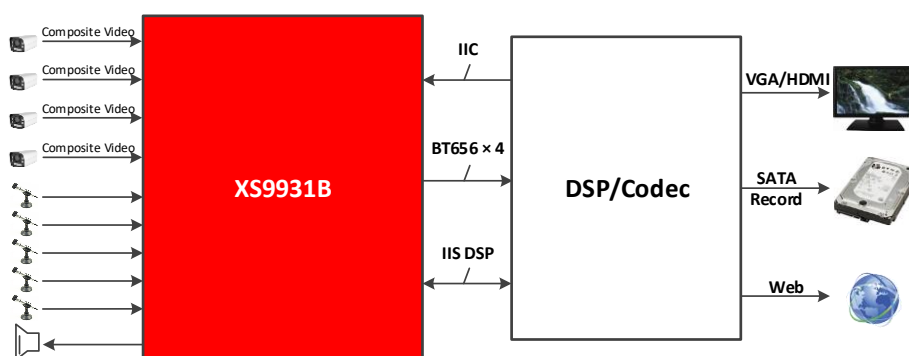 Composite Video
Composite Video
Composite Video
Composite Video
XS9931B
IIC
BT656 × 4
IIS DSP
DSP/Codec
VGA/HDMI
SATA
Record
Web